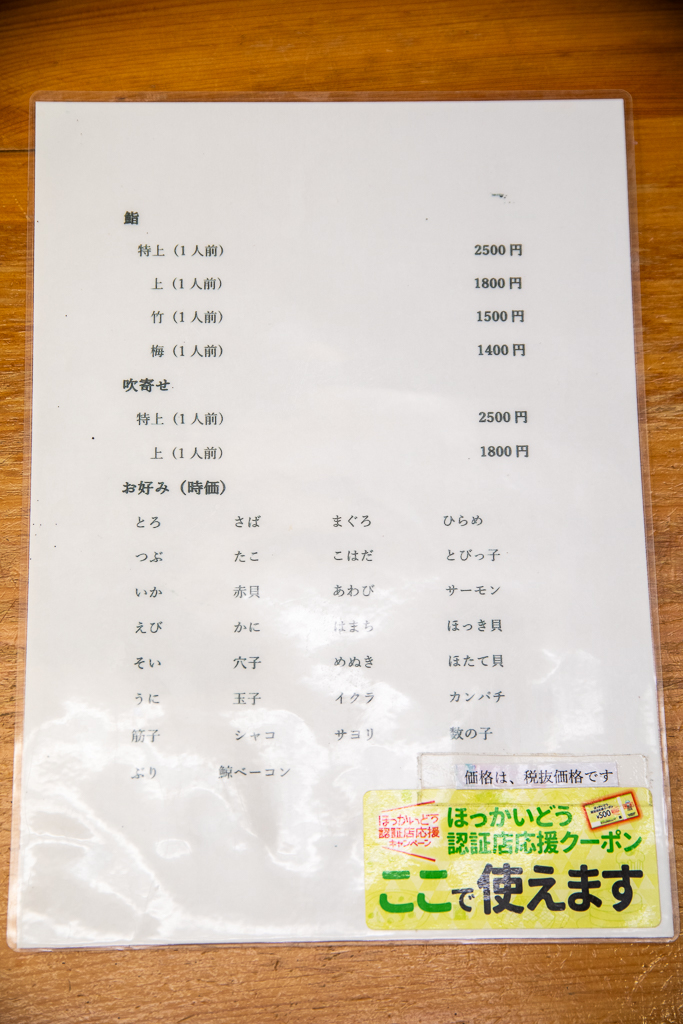 鮨
特上（1人前） 2500円
上（1人前） 1800円
竹（1人前） 1500円
梅（1人前） 1400円
吹寄せ
特上（1人前） 2500円
上（1人前） 1800円
お好み（時価）
とろ さば まぐろ ひらめ
つぶ たこ こはだ とびっ子
いか 赤貝 あわび サーモン
えび かに はまち ほっき貝
そい 穴子 めぬき ほたて貝
うに 玉子 イクラ カンパチ
筋子 シャコ サヨリ 数の子
ぶり 鯨ベーコン
価格は、税抜価格です
ほっかいどう
認証店応援
キャンペーン
ほっかいどう
認証店応援クーポン
¥500
ここで使えます